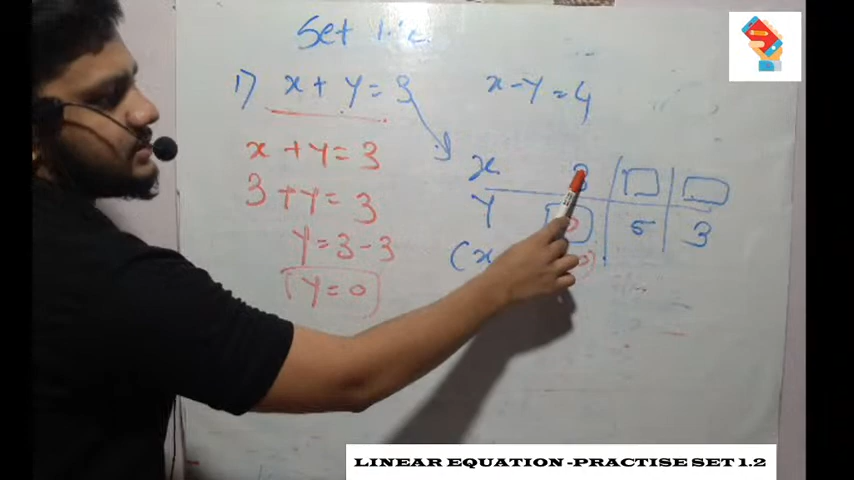 Set 1.2
1) x + y = 3
x - y = 4
x + y = 3
3 + y = 3
y = 3 - 3
y = 0
x 3
y 0 5 3
(x
LINEAR EQUATION -PRACTISE SET 1.2